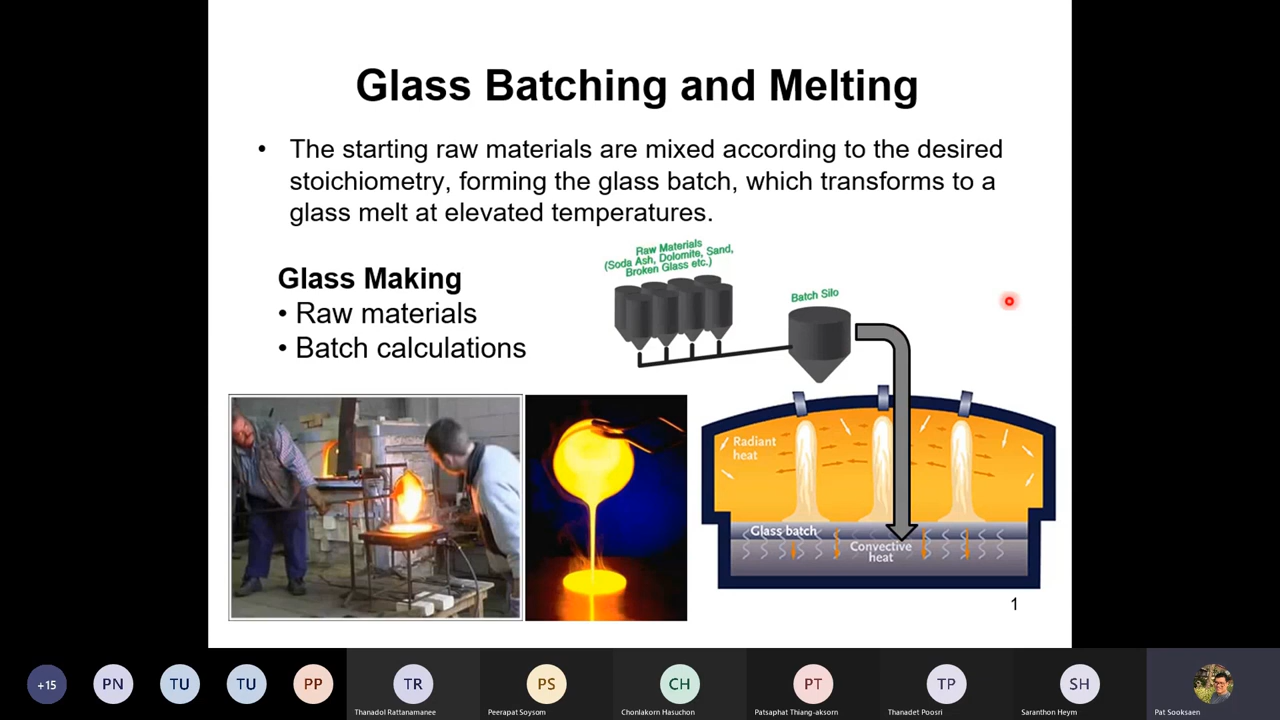 Glass Batching and Melting
• The starting raw materials are mixed according to the desired
stoichiometry, forming the glass batch, which transforms to a
glass melt at elevated temperatures.
Raw Materials
(Soda Ash, Dolomite, Sand,
Broken Glass etc.)
Glass Making
• Raw materials
• Batch calculations
Batch Silo
Radiant
heat
Glass batch
Convective
heat
1
+15
PN
TU
TU
PP
TR
Thanadol Rattanamanee
PS
Peerapat Soysom
CH
Chonlakorn Hasuchon
PT
Patsaphat Thiang-aksorn
TP
Thanadet Poosri
SH
Saranthon Heym
Pat Sooksaen